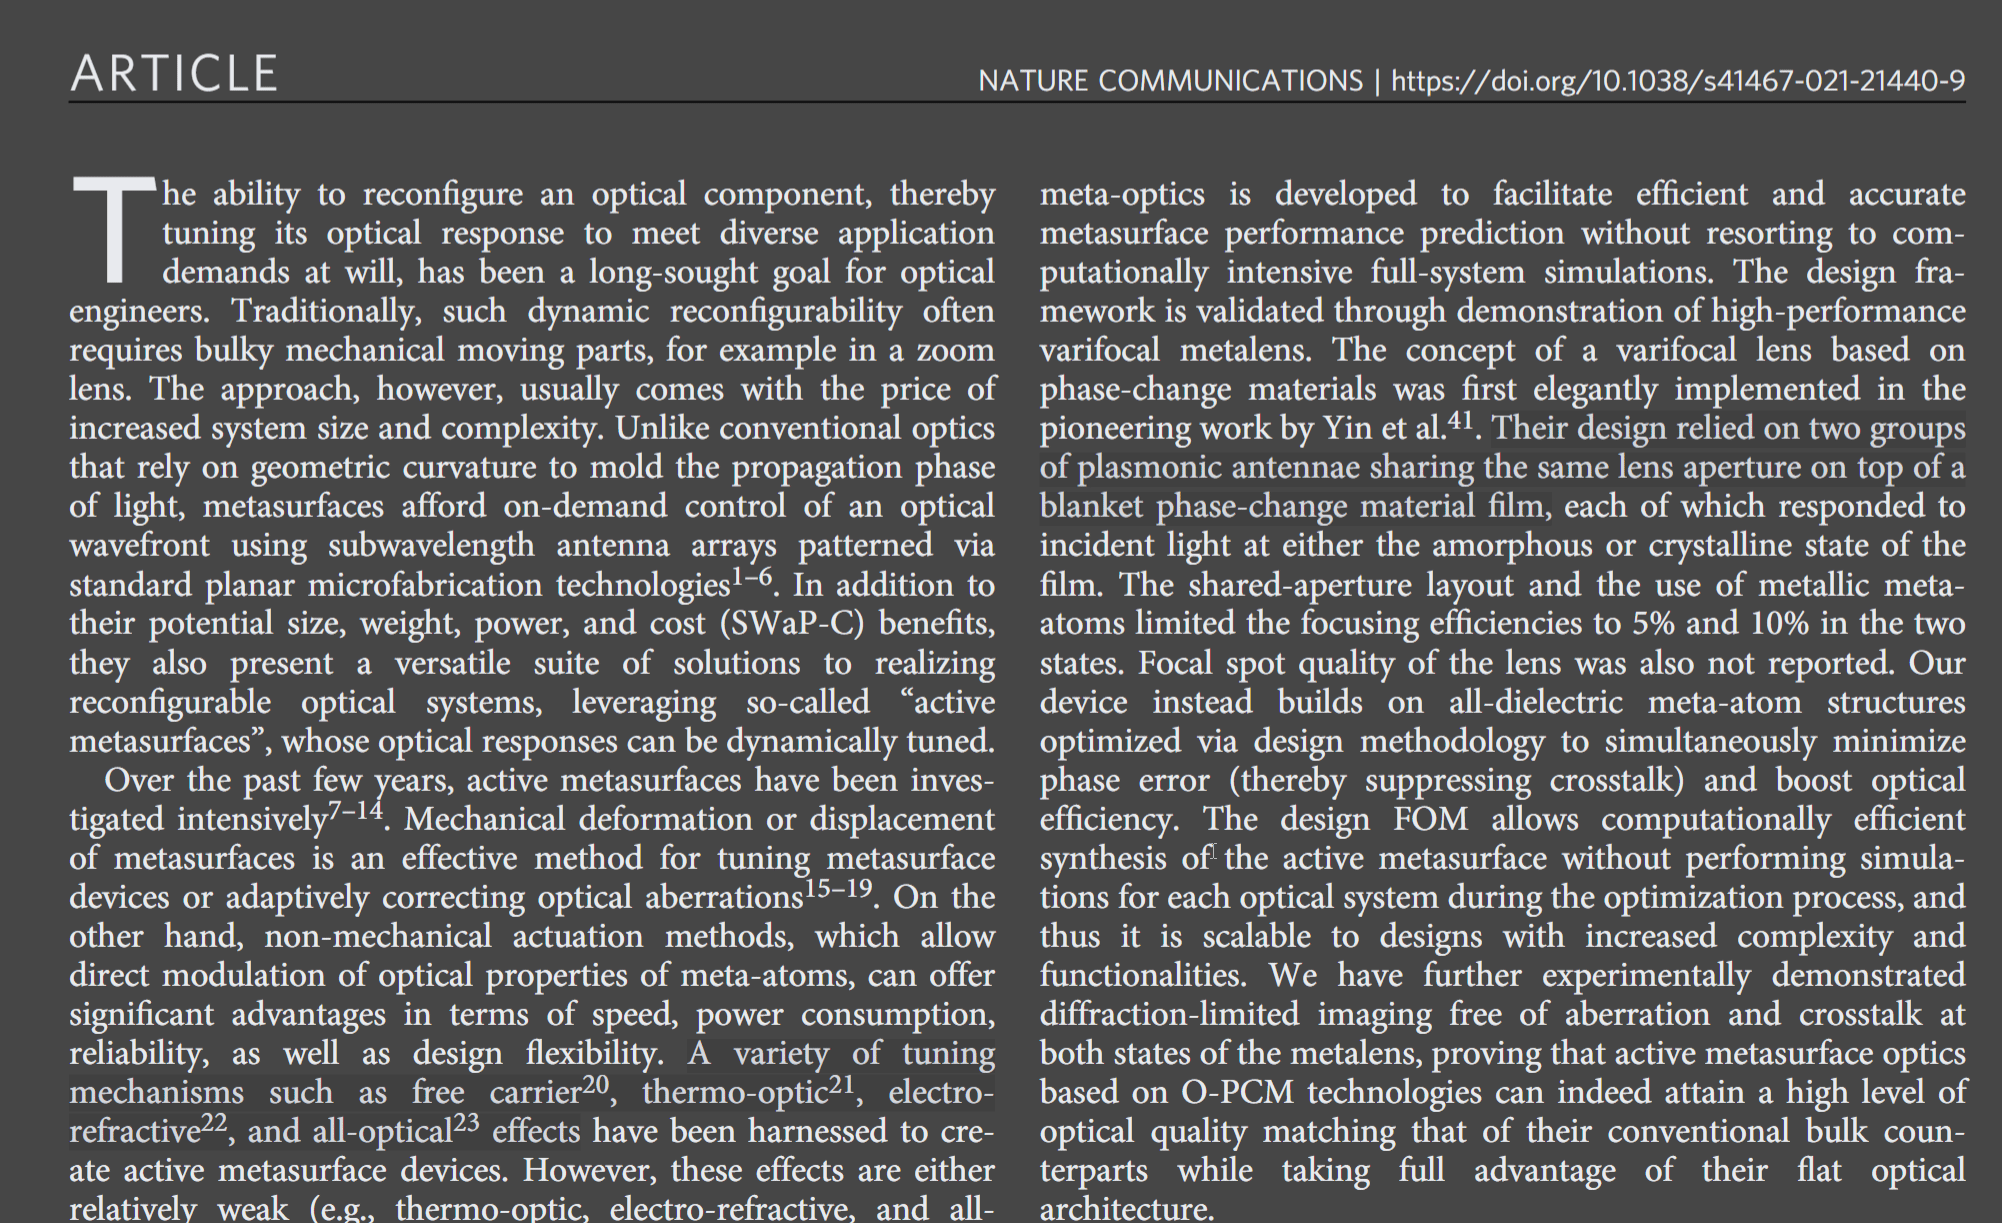 ARTICLE
NATURE COMMUNICATIONS | https://doi.org/10.1038/s41467-021-21440-9
The ability to reconfigure an optical component, thereby
tuning its optical response to meet diverse application
demands at will, has been a long-sought goal for optical
engineers. Traditionally, such dynamic reconfigurability often
requires bulky mechanical moving parts, for example in a zoom
lens. The approach, however, usually comes with the price of
increased system size and complexity. Unlike conventional optics
that rely on geometric curvature to mold the propagation phase
of light, metasurfaces afford on-demand control of an optical
wavefront using subwavelength antenna arrays patterned via
standard planar microfabrication technologies1–6. In addition to
their potential size, weight, power, and cost (SWaP-C) benefits,
they also present a versatile suite of solutions to realizing
reconfigurable optical systems, leveraging so-called “active
metasurfaces”, whose optical responses can be dynamically tuned.
Over the past few years, active metasurfaces have been inves-
tigated intensively7–14. Mechanical deformation or displacement
of metasurfaces is an effective method for tuning metasurface
devices or adaptively correcting optical aberrations15–19. On the
other hand, non-mechanical actuation methods, which allow
direct modulation of optical properties of meta-atoms, can offer
significant advantages in terms of speed, power consumption,
reliability, as well as design flexibility. A variety of tuning
mechanisms such as free carrier20, thermo-optic21, electro-
refractive22, and all-optical23 effects have been harnessed to cre-
ate active metasurface devices. However, these effects are either
relatively weak (e.g., thermo-optic, electro-refractive, and all-
meta-optics is developed to facilitate efficient and accurate
metasurface performance prediction without resorting to com-
putationally intensive full-system simulations. The design fra-
mework is validated through demonstration of high-performance
varifocal metalens. The concept of a varifocal lens based on
phase-change materials was first elegantly implemented in the
pioneering work by Yin et al.41. Their design relied on two groups
of plasmonic antennae sharing the same lens aperture on top of a
blanket phase-change material film, each of which responded to
incident light at either the amorphous or crystalline state of the
film. The shared-aperture layout and the use of metallic meta-
atoms limited the focusing efficiencies to 5% and 10% in the two
states. Focal spot quality of the lens was also not reported. Our
device instead builds on all-dielectric meta-atom structures
optimized via design methodology to simultaneously minimize
phase error (thereby suppressing crosstalk) and boost optical
efficiency. The design FOM allows computationally efficient
synthesis of the active metasurface without performing simula-
tions for each optical system during the optimization process, and
thus it is scalable to designs with increased complexity and
functionalities. We have further experimentally demonstrated
diffraction-limited imaging free of aberration and crosstalk at
both states of the metalens, proving that active metasurface optics
based on O-PCM technologies can indeed attain a high level of
optical quality matching that of their conventional bulk coun-
terparts while taking full advantage of their flat optical
architecture.